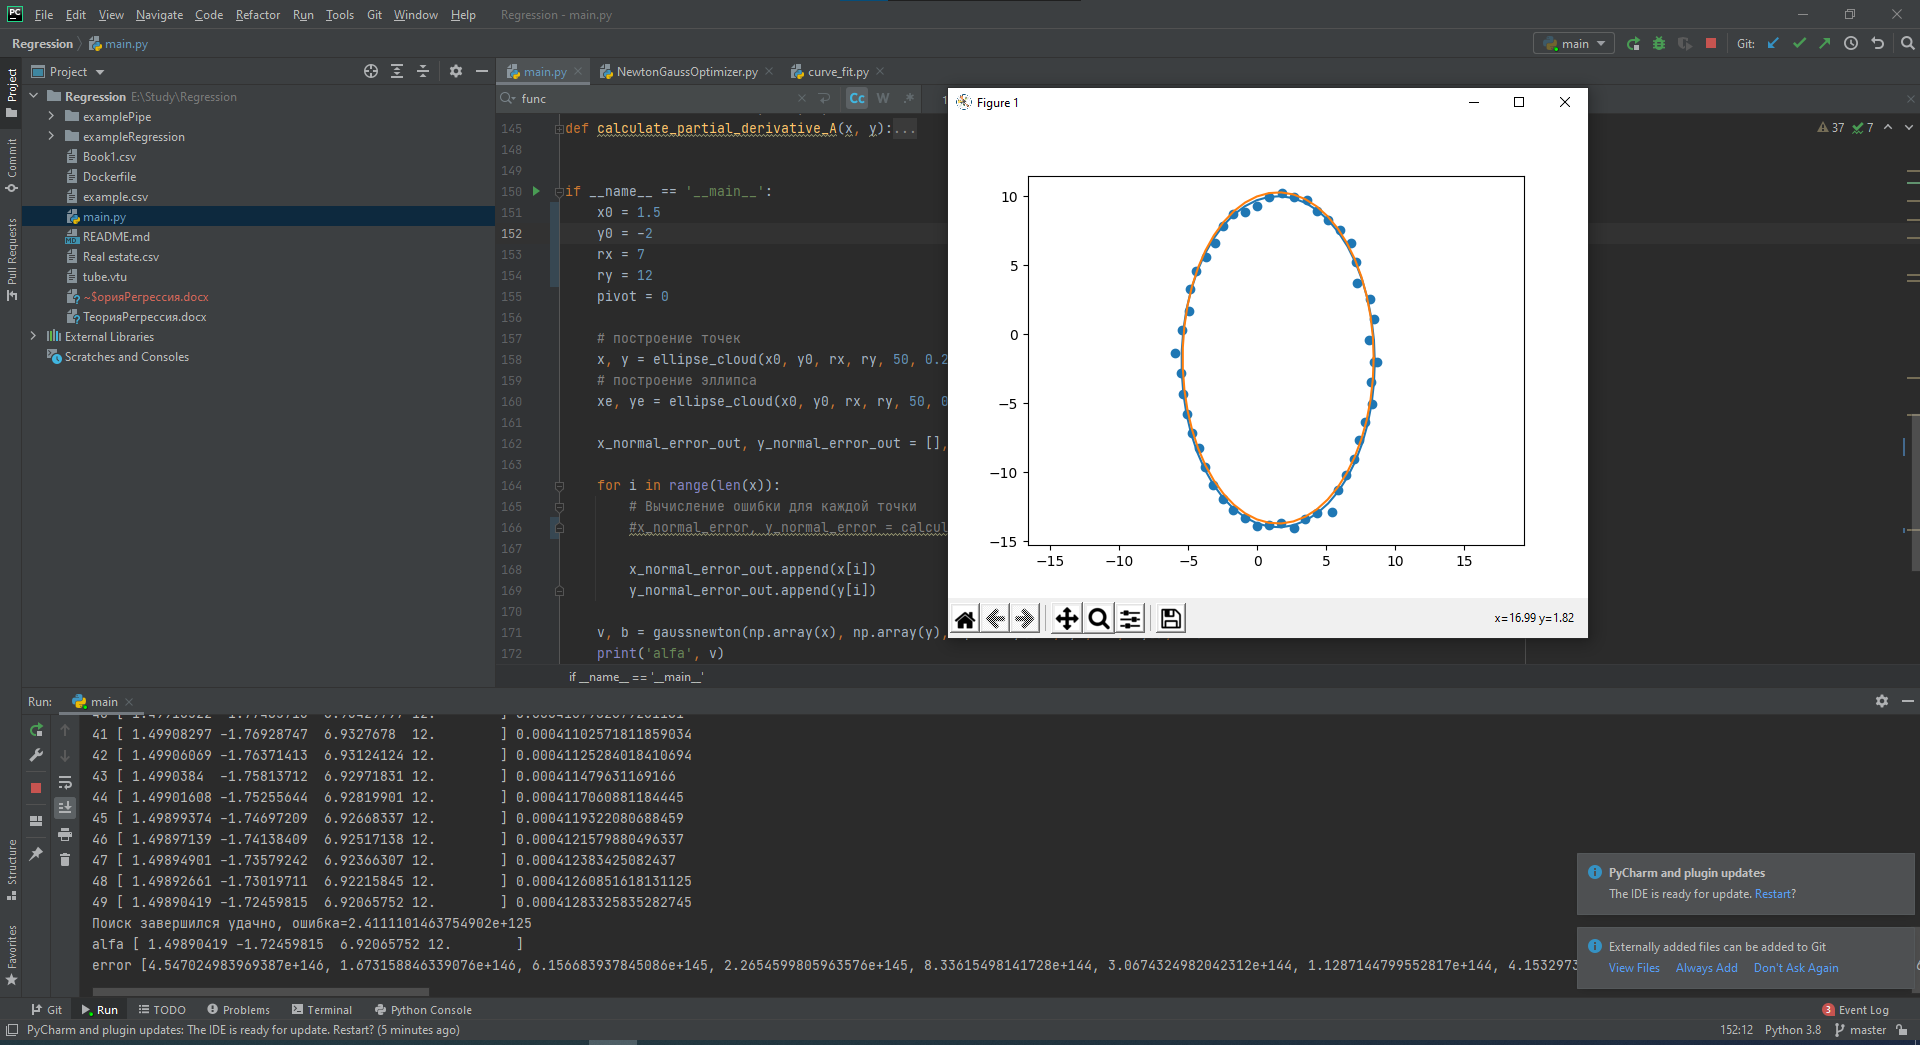 PC File Edit View Navigate Code Refactor Run Tools Git Window Help Regression - main.py
Regression main.py main Git:
Project
main.py NewtonGaussOptimizer.py curve_fit.py
Regression E:\Study\Regression
examplePipe
exampleRegression
Book1.csv
Dockerfile
example.csv
main.py
README.md
Real estate.csv
tube.vtu
~$орияРегрессия.docx
ТеорияРегрессия.docx
External Libraries
Scratches and Consoles
Project
Commit
Pull Requests
Structure
Favorites
func Cc W .* 1
37 7
145 def calculate_partial_derivative_A(x, y):...
148
149
150 if __name__ == '__main__':
151 x0 = 1.5
152 y0 = -2
153 rx = 7
154 ry = 12
155 pivot = 0
156
157 # построение точек
158 x, y = ellipse_cloud(x0, y0, rx, ry, 50, 0.2
159 # построение эллипса
160 xe, ye = ellipse_cloud(x0, y0, rx, ry, 50, 0
161
162 x_normal_error_out, y_normal_error_out = [],
163
164 for i in range(len(x)):
165 # Вычисление ошибки для каждой точки
166 #x_normal_error, y_normal_error = calcul
167
168 x_normal_error_out.append(x[i])
169 y_normal_error_out.append(y[i])
170
171 v, b = gaussnewton(np.array(x), np.array(y),
172 print('alfa', v)
if __name__ == '__main__'
Figure 1
10
5
0
−5
−10
−15
−15 −10 −5 0 5 10 15
x=16.99 y=1.82
Run: main
41 [ 1.49908297 -1.76928747 6.9327678 12. ] 0.00041102571811859034
42 [ 1.49906069 -1.76371413 6.93124124 12. ] 0.00041125284018410694
43 [ 1.4990384 -1.75813712 6.92971831 12. ] 0.0004114796311691​66
44 [ 1.49901608 -1.75255644 6.92819901 12. ] 0.0004117060881184445
45 [ 1.49899374 -1.74697209 6.92668337 12. ] 0.0004119322080688459
46 [ 1.49897139 -1.74138409 6.92517138 12. ] 0.0004121579880496337
47 [ 1.49894901 -1.73579242 6.92366307 12. ] 0.000412383425082437
48 [ 1.49892661 -1.73019711 6.92215845 12. ] 0.00041260851618131125
49 [ 1.49890419 -1.72459815 6.92065752 12. ] 0.00041283325835282745
Поиск завершился удачно, ошибка=2.4111101463754902e+125
alfa [ 1.49890419 -1.72459815 6.92065752 12. ]
error [4.547024983969387e+146, 1.673158846339076e+146, 6.15668393784508​6e+145, 2.2654599805963576e+145, 8.33615498141728e+144, 3.0674324982042312e+144, 1.1287144799552817e+144, 4.1532973
PyCharm and plugin updates
The IDE is ready for update. Restart?
Externally added files can be added to Git
View Files Always Add Don't Ask Again
Git Run TODO Problems Terminal Python Console 3 Event Log
PyCharm and plugin updates: The IDE is ready for update. Restart? (5 minutes ago) 152:12 Python 3.8 master